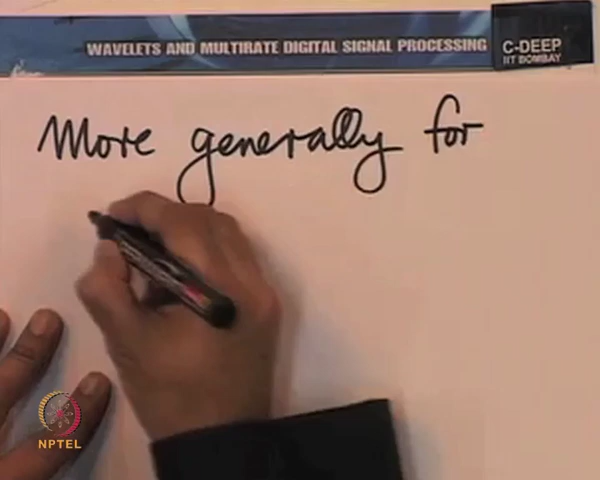 WAVELETS AND MULTIRATE DIGITAL SIGNAL PROCESSING
C-DEEP
IIT BOMBAY
More generally for
NPTEL